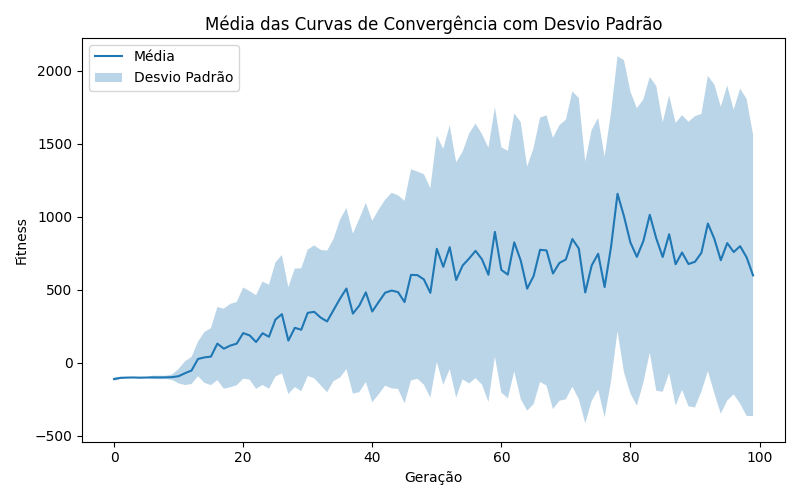 Média das Curvas de Convergência com Desvio Padrão
Média
Desvio Padrão
2000
1500
1000
500
0
−500
Fitness
0 20 40 60 80 100
Geração